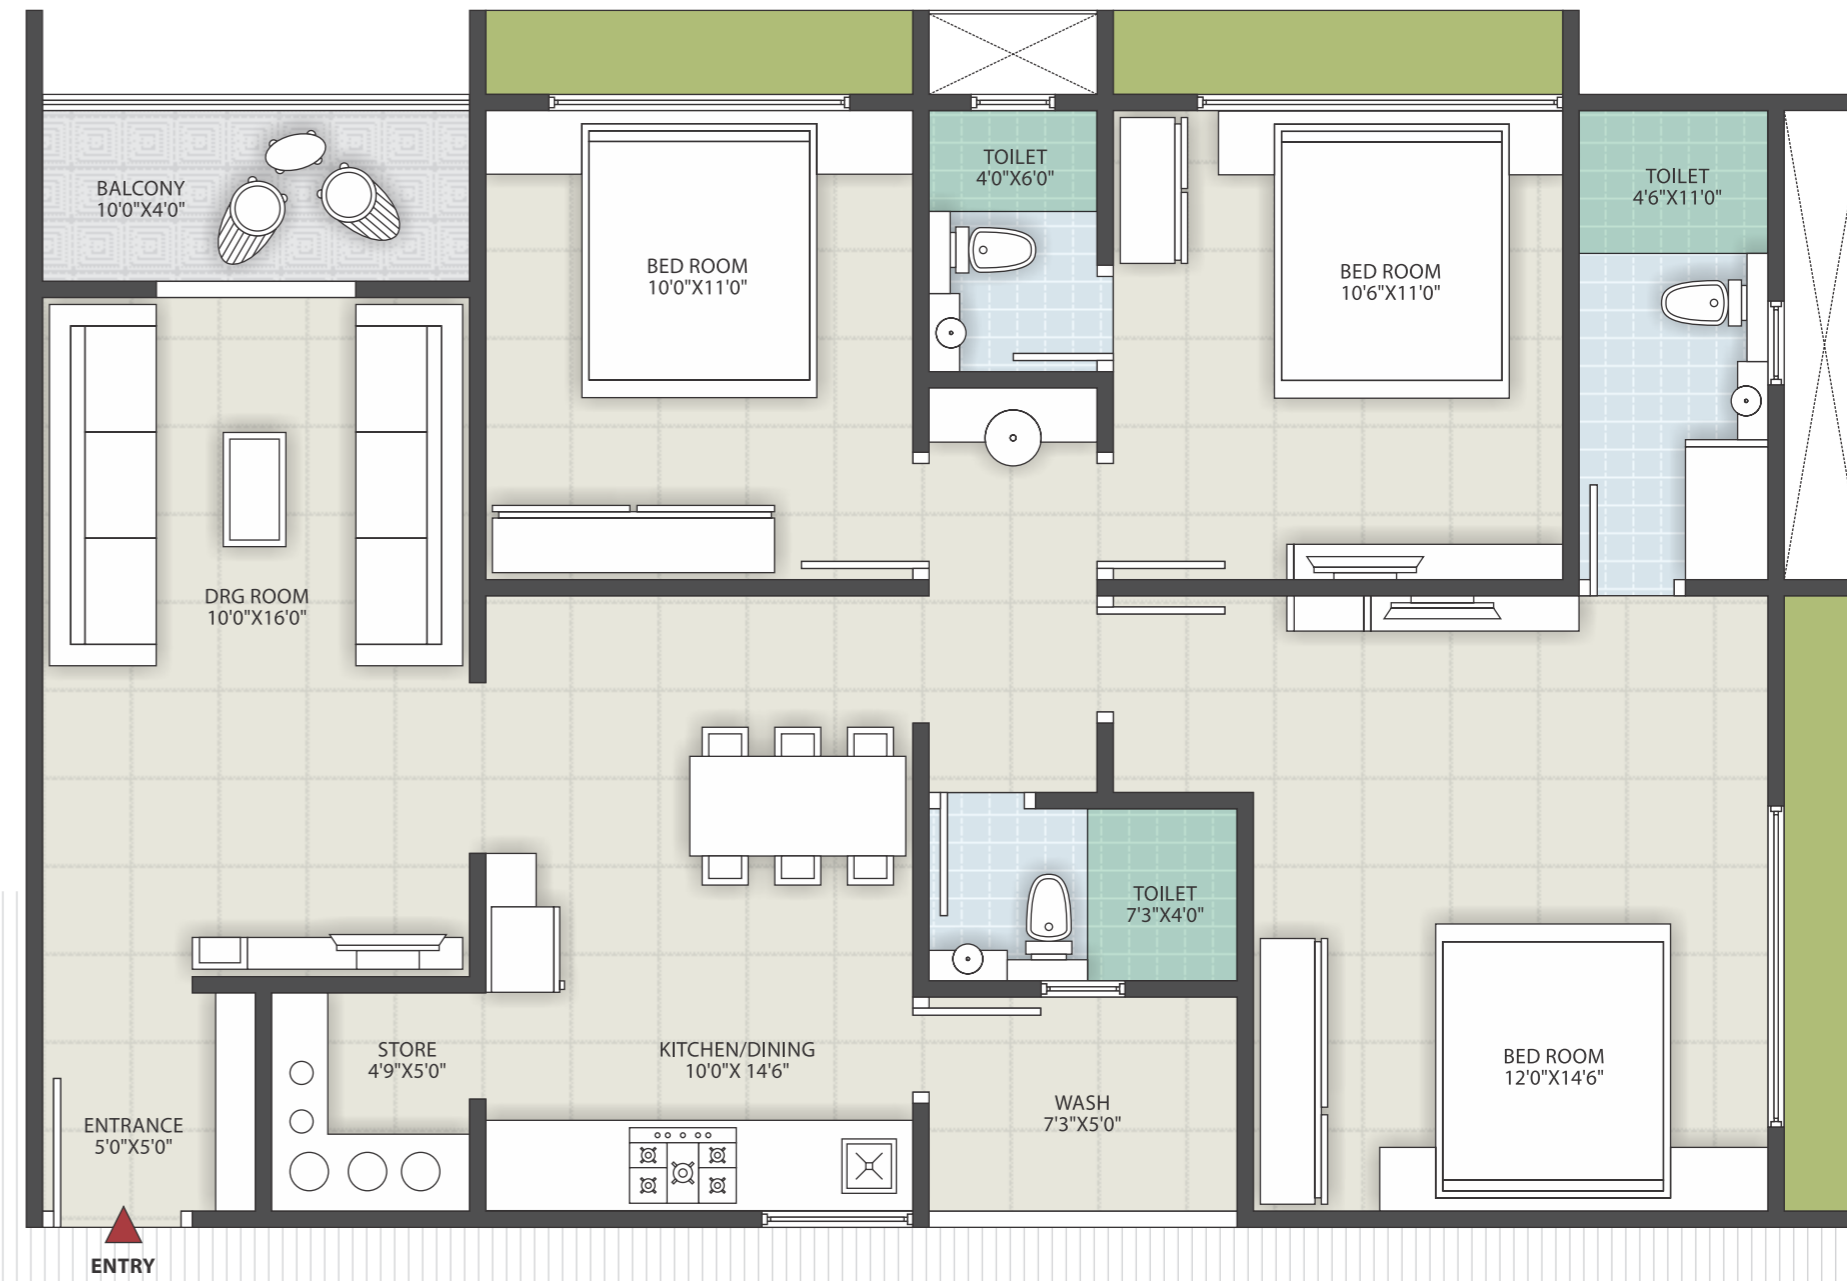 BALCONY
10'0"X4'0"
BED ROOM
10'0"X11'0"
TOILET
4'0"X6'0"
BED ROOM
10'6"X11'0"
TOILET
4'6"X11'0"
DRG ROOM
10'0"X16'0"
TOILET
7'3"X4'0"
STORE
4'9"X5'0"
KITCHEN/DINING
10'0"X 14'6"
BED ROOM
12'0"X14'6"
ENTRANCE
5'0"X5'0"
WASH
7'3"X5'0"
ENTRY